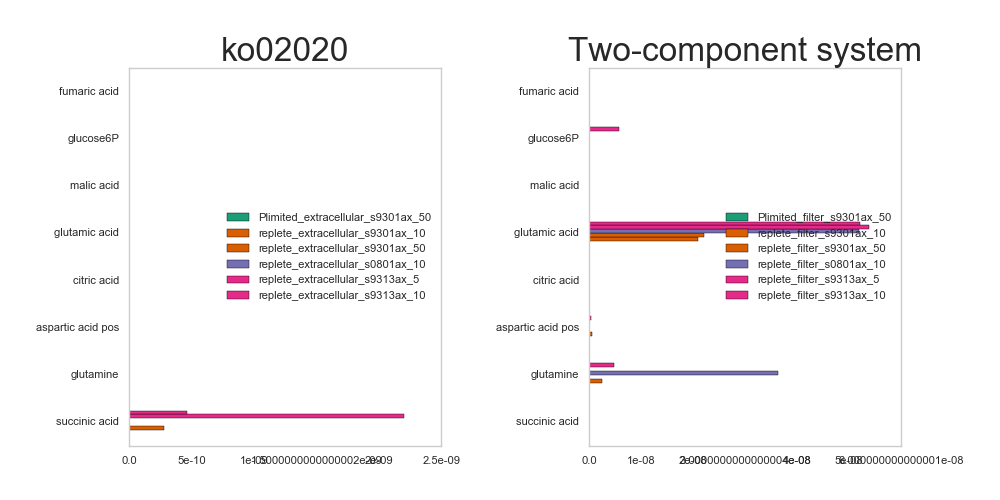 ko02020
fumaric acid
glucose6P
malic acid
glutamic acid
citric acid
aspartic acid pos
glutamine
succinic acid
Plimited_extracellular_s9301ax_50
replete_extracellular_s9301ax_10
replete_extracellular_s9301ax_50
replete_extracellular_s0801ax_10
replete_extracellular_s9313ax_5
replete_extracellular_s9313ax_10
0.0 5e-10 2.5e-09
Two-component system
fumaric acid
glucose6P
malic acid
glutamic acid
citric acid
aspartic acid pos
glutamine
succinic acid
Plimited_filter_s9301ax_50
replete_filter_s9301ax_10
replete_filter_s9301ax_50
replete_filter_s0801ax_10
replete_filter_s9313ax_5
replete_filter_s9313ax_10
0.0 1e-08